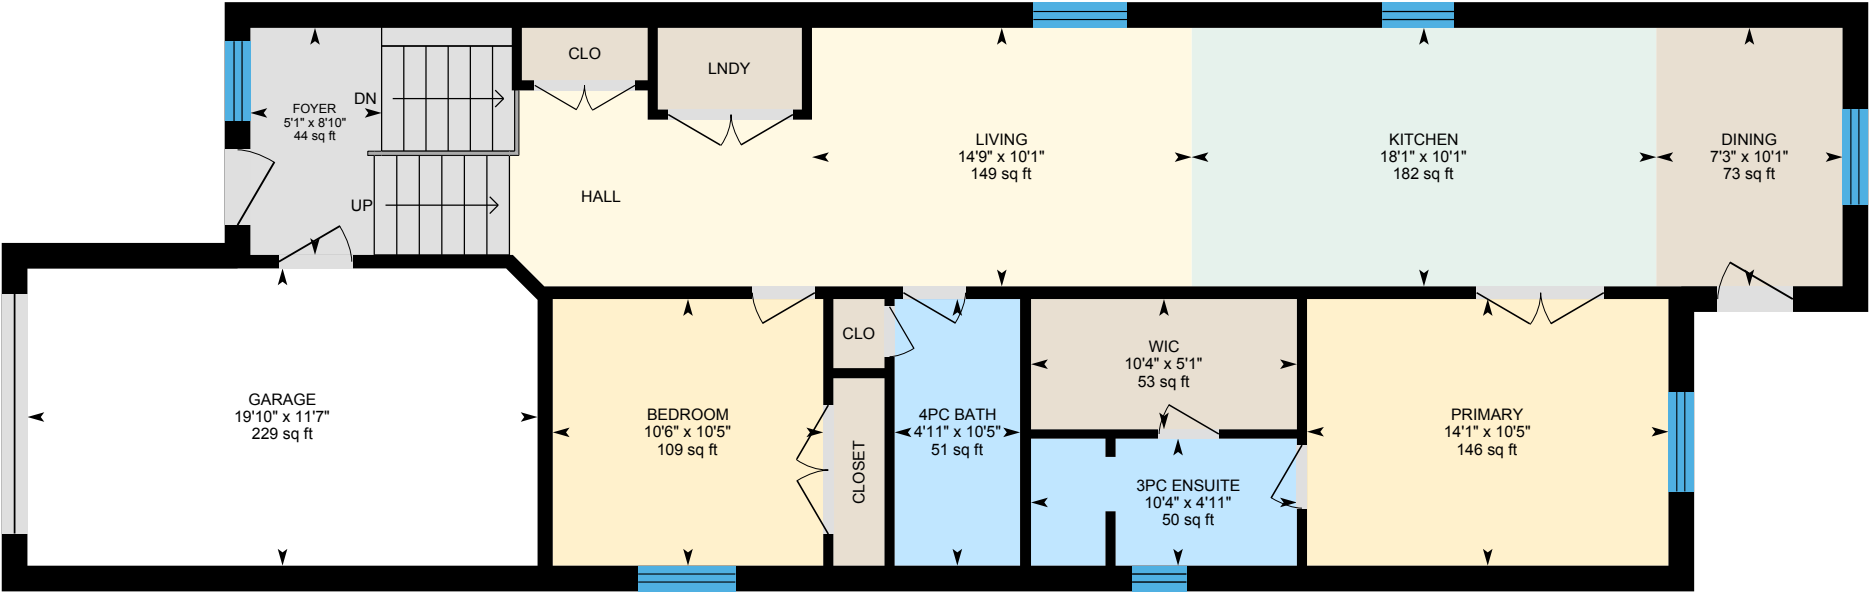 CLO
LNDY
FOYER
5'1" x 8'10"
44 sq ft
DN
UP
HALL
LIVING
14'9" x 10'1"
149 sq ft
KITCHEN
18'1" x 10'1"
182 sq ft
DINING
7'3" x 10'1"
73 sq ft
GARAGE
19'10" x 11'7"
229 sq ft
BEDROOM
10'6" x 10'5"
109 sq ft
CLO
CLOSET
4PC BATH
4'11" x 10'5"
51 sq ft
WIC
10'4" x 5'1"
53 sq ft
3PC ENSUITE
10'4" x 4'11"
50 sq ft
PRIMARY
14'1" x 10'5"
146 sq ft